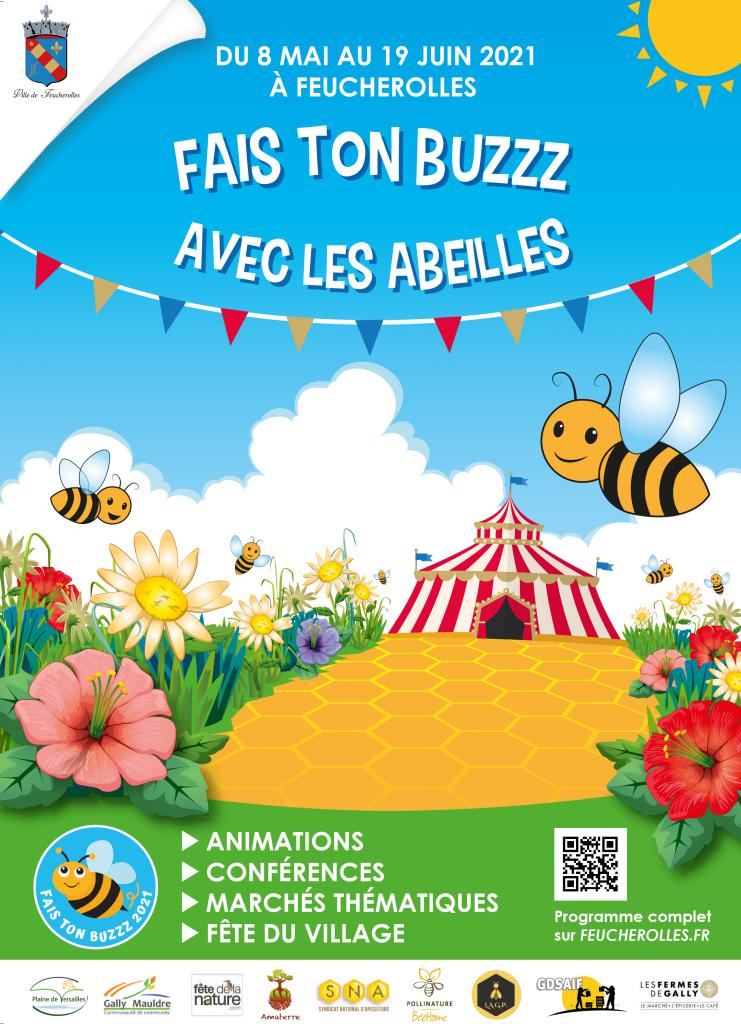 Ville de Feucherolles
DU 8 MAI AU 19 JUIN 2021
À FEUCHEROLLES
FAIS TON BUZZZ
AVEC LES ABEILLES
FAIS TON BUZZZ 2021
ANIMATIONS
CONFÉRENCES
MARCHÉS THÉMATIQUES
FÊTE DU VILLAGE
Programme complet
sur FEUCHEROLLES.FR
Plaine de Versailles
Gally Mauldre
Communauté de communes
fête de la
nature
.com
Amaterre
SNA
SYNDICAT NATIONAL D'APICULTURE
POLLINATURE
BeeHome
GDSAIF
LES FERMES
DE GALLY
LE MARCHÉ • L'ÉPICERIE • LE CAFÉ